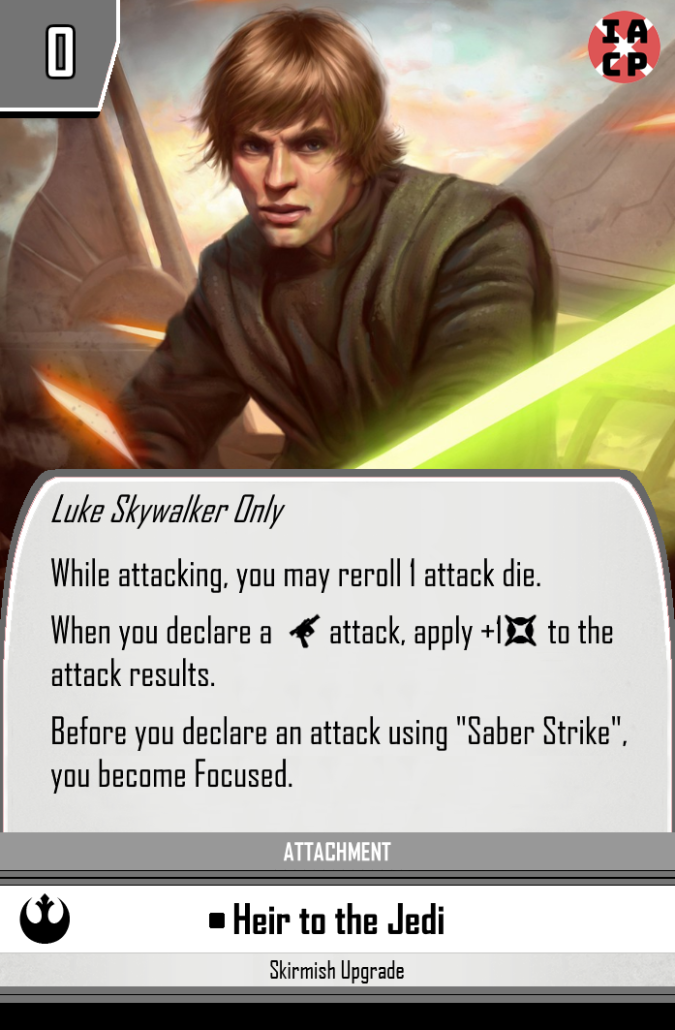 0
IA
CP
Luke Skywalker Only
While attacking, you may reroll 1 attack die.
When you declare a attack, apply +1 to the
attack results.
Before you declare an attack using "Saber Strike",
you become Focused.
ATTACHMENT
Heir to the Jedi
Skirmish Upgrade